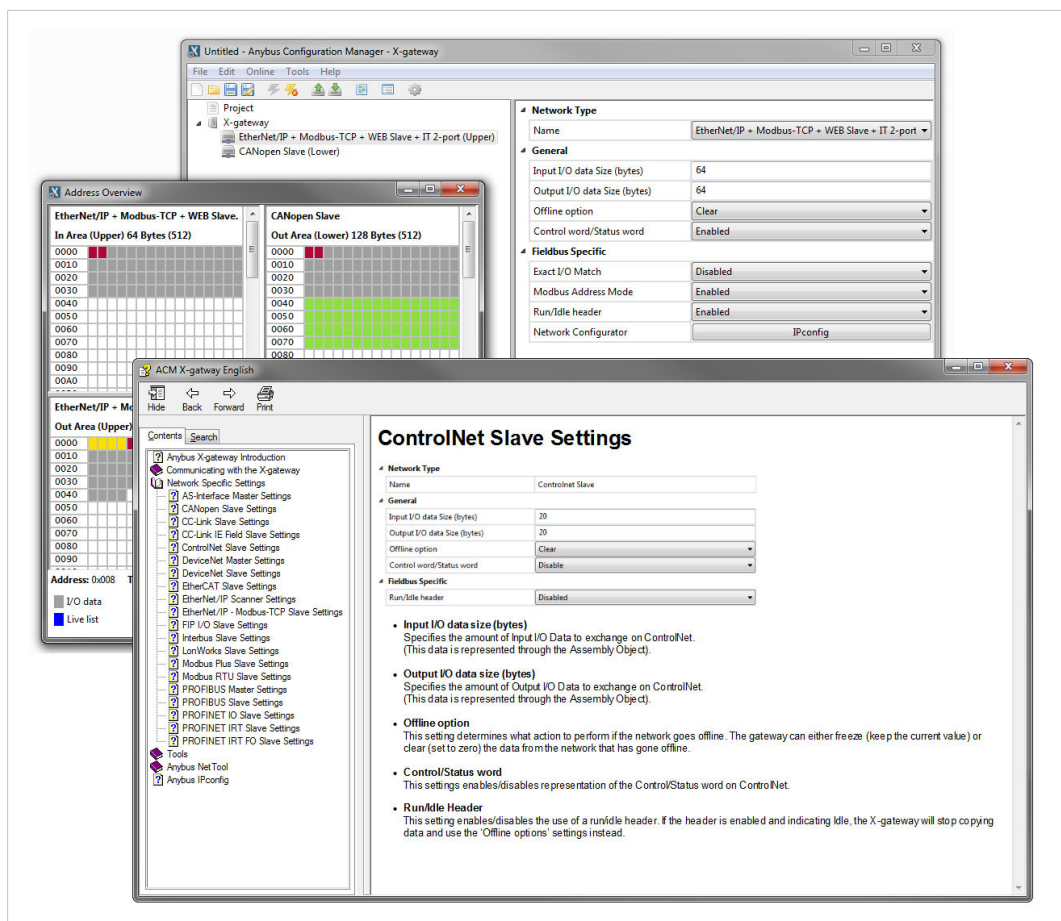 Untitled - Anybus Configuration Manager - X-gateway
File Edit Online Tools Help
Project
X-gateway
EtherNet/IP + Modbus-TCP + WEB Slave + IT 2-port (Upper)
CANopen Slave (Lower)
Network Type
Name EtherNet/IP + Modbus-TCP + WEB Slave + IT 2-port
General
Input I/O data Size (bytes) 64
Output I/O data Size (bytes) 64
Offline option Clear
Control word/Status word Enabled
Fieldbus Specific
Exact I/O Match Disabled
Modbus Address Mode Enabled
Run/Idle header Enabled
Network Configurator IPconfig
Address Overview
EtherNet/IP + Modbus-TCP + WEB Slave.
In Area (Upper) 64 Bytes (512)
0000
0010
0020
0030
0040
0050
0060
0070
0080
0090
00A0
CANopen Slave
Out Area (Lower) 128 Bytes (512)
0000
0010
0020
0030
0040
0050
0060
0070
0080
EtherNet/IP + Mo
Out Area (Upper)
0000
0010
0020
0030
0040
0050
0060
0070
0080
0090
Address: 0x008 T
I/O data
Live list
ACM X-gatway English
Hide Back Forward Print
Contents Search
Anybus X-gateway Introduction
Communicating with the X-gateway
Network Specific Settings
AS-Interface Master Settings
CANopen Slave Settings
CC-Link Slave Settings
CC-Link IE Field Slave Settings
ControlNet Slave Settings
DeviceNet Master Settings
DeviceNet Slave Settings
EtherCAT Slave Settings
EtherNet/IP Scanner Settings
EtherNet/IP - Modbus-TCP Slave Settings
FIP I/O Slave Settings
Interbus Slave Settings
LonWorks Slave Settings
Modbus Plus Slave Settings
Modbus RTU Slave Settings
PROFIBUS Master Settings
PROFIBUS Slave Settings
PROFINET IO Slave Settings
PROFINET IRT Slave Settings
PROFINET IRT FO Slave Settings
Tools
Anybus NetTool
Anybus IPconfig
ControlNet Slave Settings
Network Type
Name Controlnet Slave
General
Input I/O data Size (bytes) 20
Output I/O data Size (bytes) 20
Offline option Clear
Control word/Status word Disable
Fieldbus Specific
Run/Idle header Disabled
• Input I/O data size (bytes)
Specifies the amount of Input I/O Data to exchange on ControlNet.
(This data is represented through the Assembly Object).
• Output I/O data size (bytes)
Specifies the amount of Output I/O Data to exchange on ControlNet.
(This data is represented through the Assembly Object).
• Offline option
This setting determines what action to perform if the network goes offline. The gateway can either freeze (keep the current value) or
clear (set to zero) the data from the network that has gone offline.
• Control/Status word
This settings enables/disables representation of the Control/Status word on ControlNet.
• Run/Idle Header
This setting enables/disables the use of a run/idle header. If the header is enabled and indicating Idle, the X-gateway will stop copying
data and use the 'Offline options' settings instead.